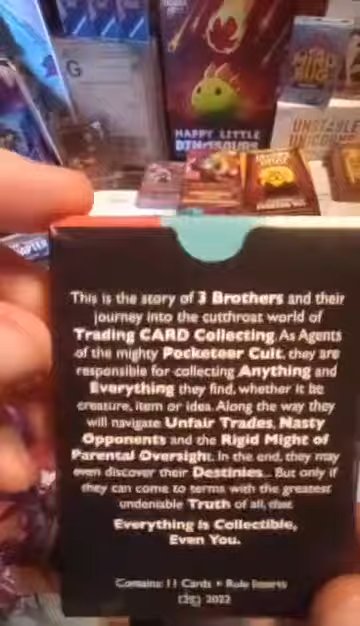 G
HAPPY LITTLE
DINOSAURS
UNSTABLE
UNICORNS
This is the story of 3 Brothers and their
journey into the cutthroat world of
Trading CARD Collecting. As Agents
of the mighty Pocketeer Cult, they are
responsible for collecting Anything and
Everything they find, whether it be
creature, item or idea. Along the way they
will navigate Unfair Trades, Nasty
Opponents and the Rigid Might of
Parental Oversight. In the end, they may
even discover their Destinies... But only if
they can come to terms with the greatest
undeniable Truth of all, that
Everything is Collectible,
Even You.
Contains: 11 Cards • Rule Inserts
2022